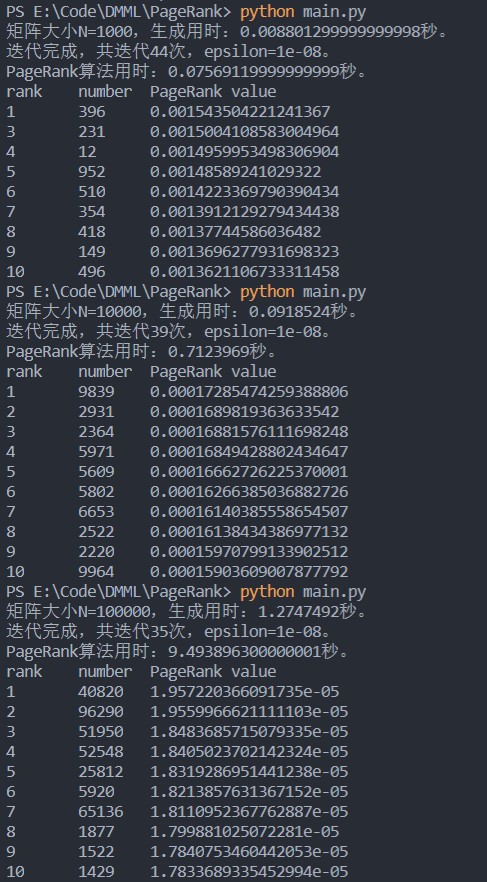 PS E:\Code\DMML\PageRank> python main.py
矩阵大小N=1000，生成用时：0.008801299999999998秒。
迭代完成，共迭代44次，epsilon=1e-08。
PageRank算法用时：0.07569119999999999秒。
rank number PageRank value
1 396 0.001543504221241367
3 231 0.0015004108583004964
4 12 0.0014959953498306904
5 952 0.00148589241029322
6 510 0.0014223369790390434
7 354 0.0013912129279434438
8 418 0.00137744586036482
9 149 0.0013696277931698323
10 496 0.0013621106733311458
PS E:\Code\DMML\PageRank> python main.py
矩阵大小N=10000，生成用时：0.0918524秒。
迭代完成，共迭代39次，epsilon=1e-08。
PageRank算法用时：0.7123969秒。
rank number PageRank value
1 9839 0.00017285474259388806
2 2931 0.0001689819363633542
3 2364 0.00016881576111698248
4 5971 0.00016849428802434647
5 5609 0.00016662726225370001
6 5802 0.00016266385036882726
7 6653 0.00016140385558654507
8 2522 0.00016138434386977132
9 2220 0.00015970799133902512
10 9964 0.00015903609007877792
PS E:\Code\DMML\PageRank> python main.py
矩阵大小N=100000，生成用时：1.2747492秒。
迭代完成，共迭代35次，epsilon=1e-08。
PageRank算法用时：9.493896300000001秒。
rank number PageRank value
1 40820 1.957220366091735e-05
2 96290 1.9559966621111103e-05
3 51950 1.8483685715079335e-05
4 52548 1.8405023702142324e-05
5 25812 1.8319286951441238e-05
6 5920 1.8213857631367152e-05
7 65136 1.8110952367762887e-05
8 1877 1.799881025072281e-05
9 1522 1.7840753460442053e-05
10 1429 1.7833689335452994e-05